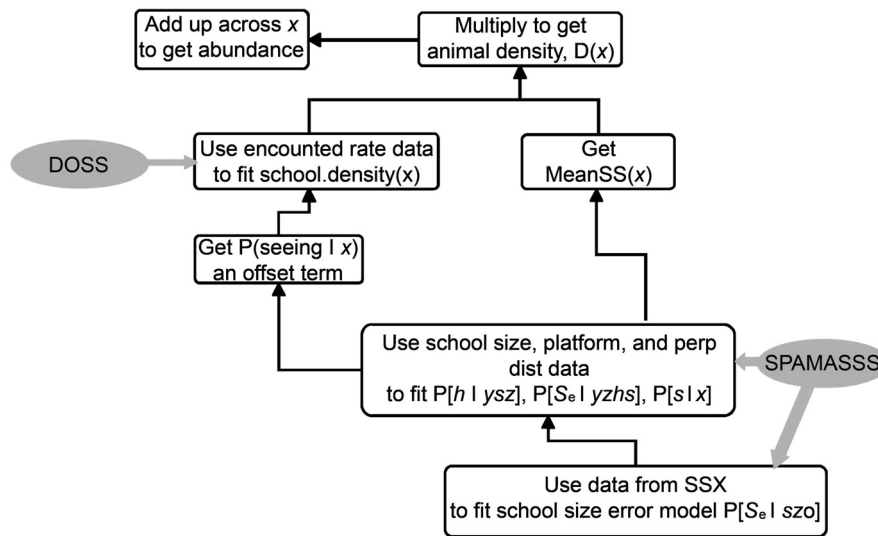 Add up across x
to get abundance
Multiply to get
animal density, D(x)
DOSS
Use encounted rate data
to fit school.density(x)
Get
MeanSS(x)
Get P(seeing | x)
an offset term
Use school size, platform, and perp
dist data
to fit P[h | ysz], P[Se | yzhs], P[s | x]
SPAMASSS
Use data from SSX
to fit school size error model P[Se | szo]